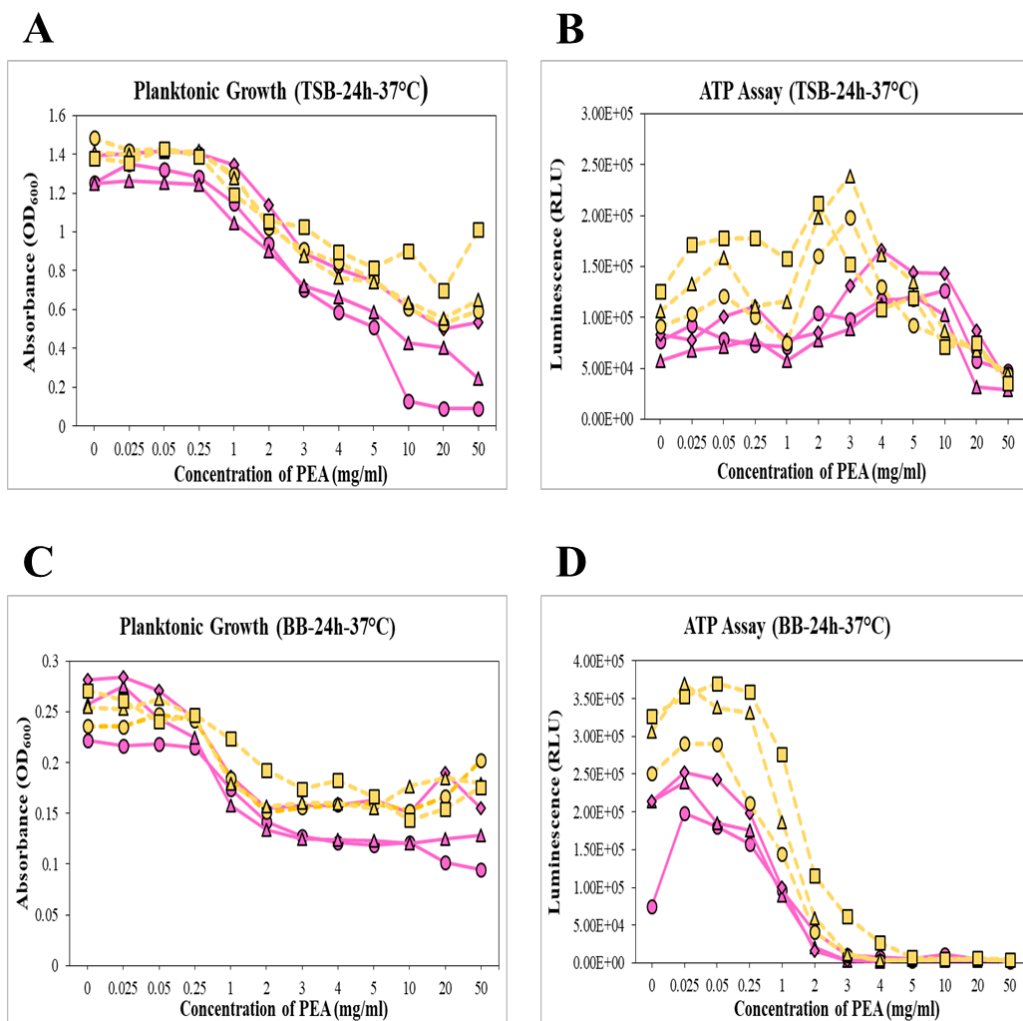 A
Planktonic Growth (TSB-24h-37°C)
Absorbance (OD600)
1.6
1.4
1.2
1
0.8
0.6
0.4
0.2
0
0 0.025 0.05 0.25 1 2 3 4 5 10 20 50
Concentration of PEA (mg/ml)
B
ATP Assay (TSB-24h-37°C)
Luminescence (RLU)
3.00E+05
2.50E+05
2.00E+05
1.50E+05
1.00E+05
5.00E+04
0.00E+00
0 0.025 0.05 0.25 1 2 3 4 5 10 20 50
Concentration of PEA (mg/ml)
C
Planktonic Growth (BB-24h-37°C)
Absorbance (OD600)
0.3
0.25
0.2
0.15
0.1
0.05
0
0 0.025 0.05 0.25 1 2 3 4 5 10 20 50
Concentration of PEA (mg/ml)
D
ATP Assay (BB-24h-37°C)
Luminescence (RLU)
4.00E+05
3.50E+05
3.00E+05
2.50E+05
2.00E+05
1.50E+05
1.00E+05
5.00E+04
0.00E+00
0 0.025 0.05 0.25 1 2 3 4 5 10 20 50
Concentration of PEA (mg/ml)